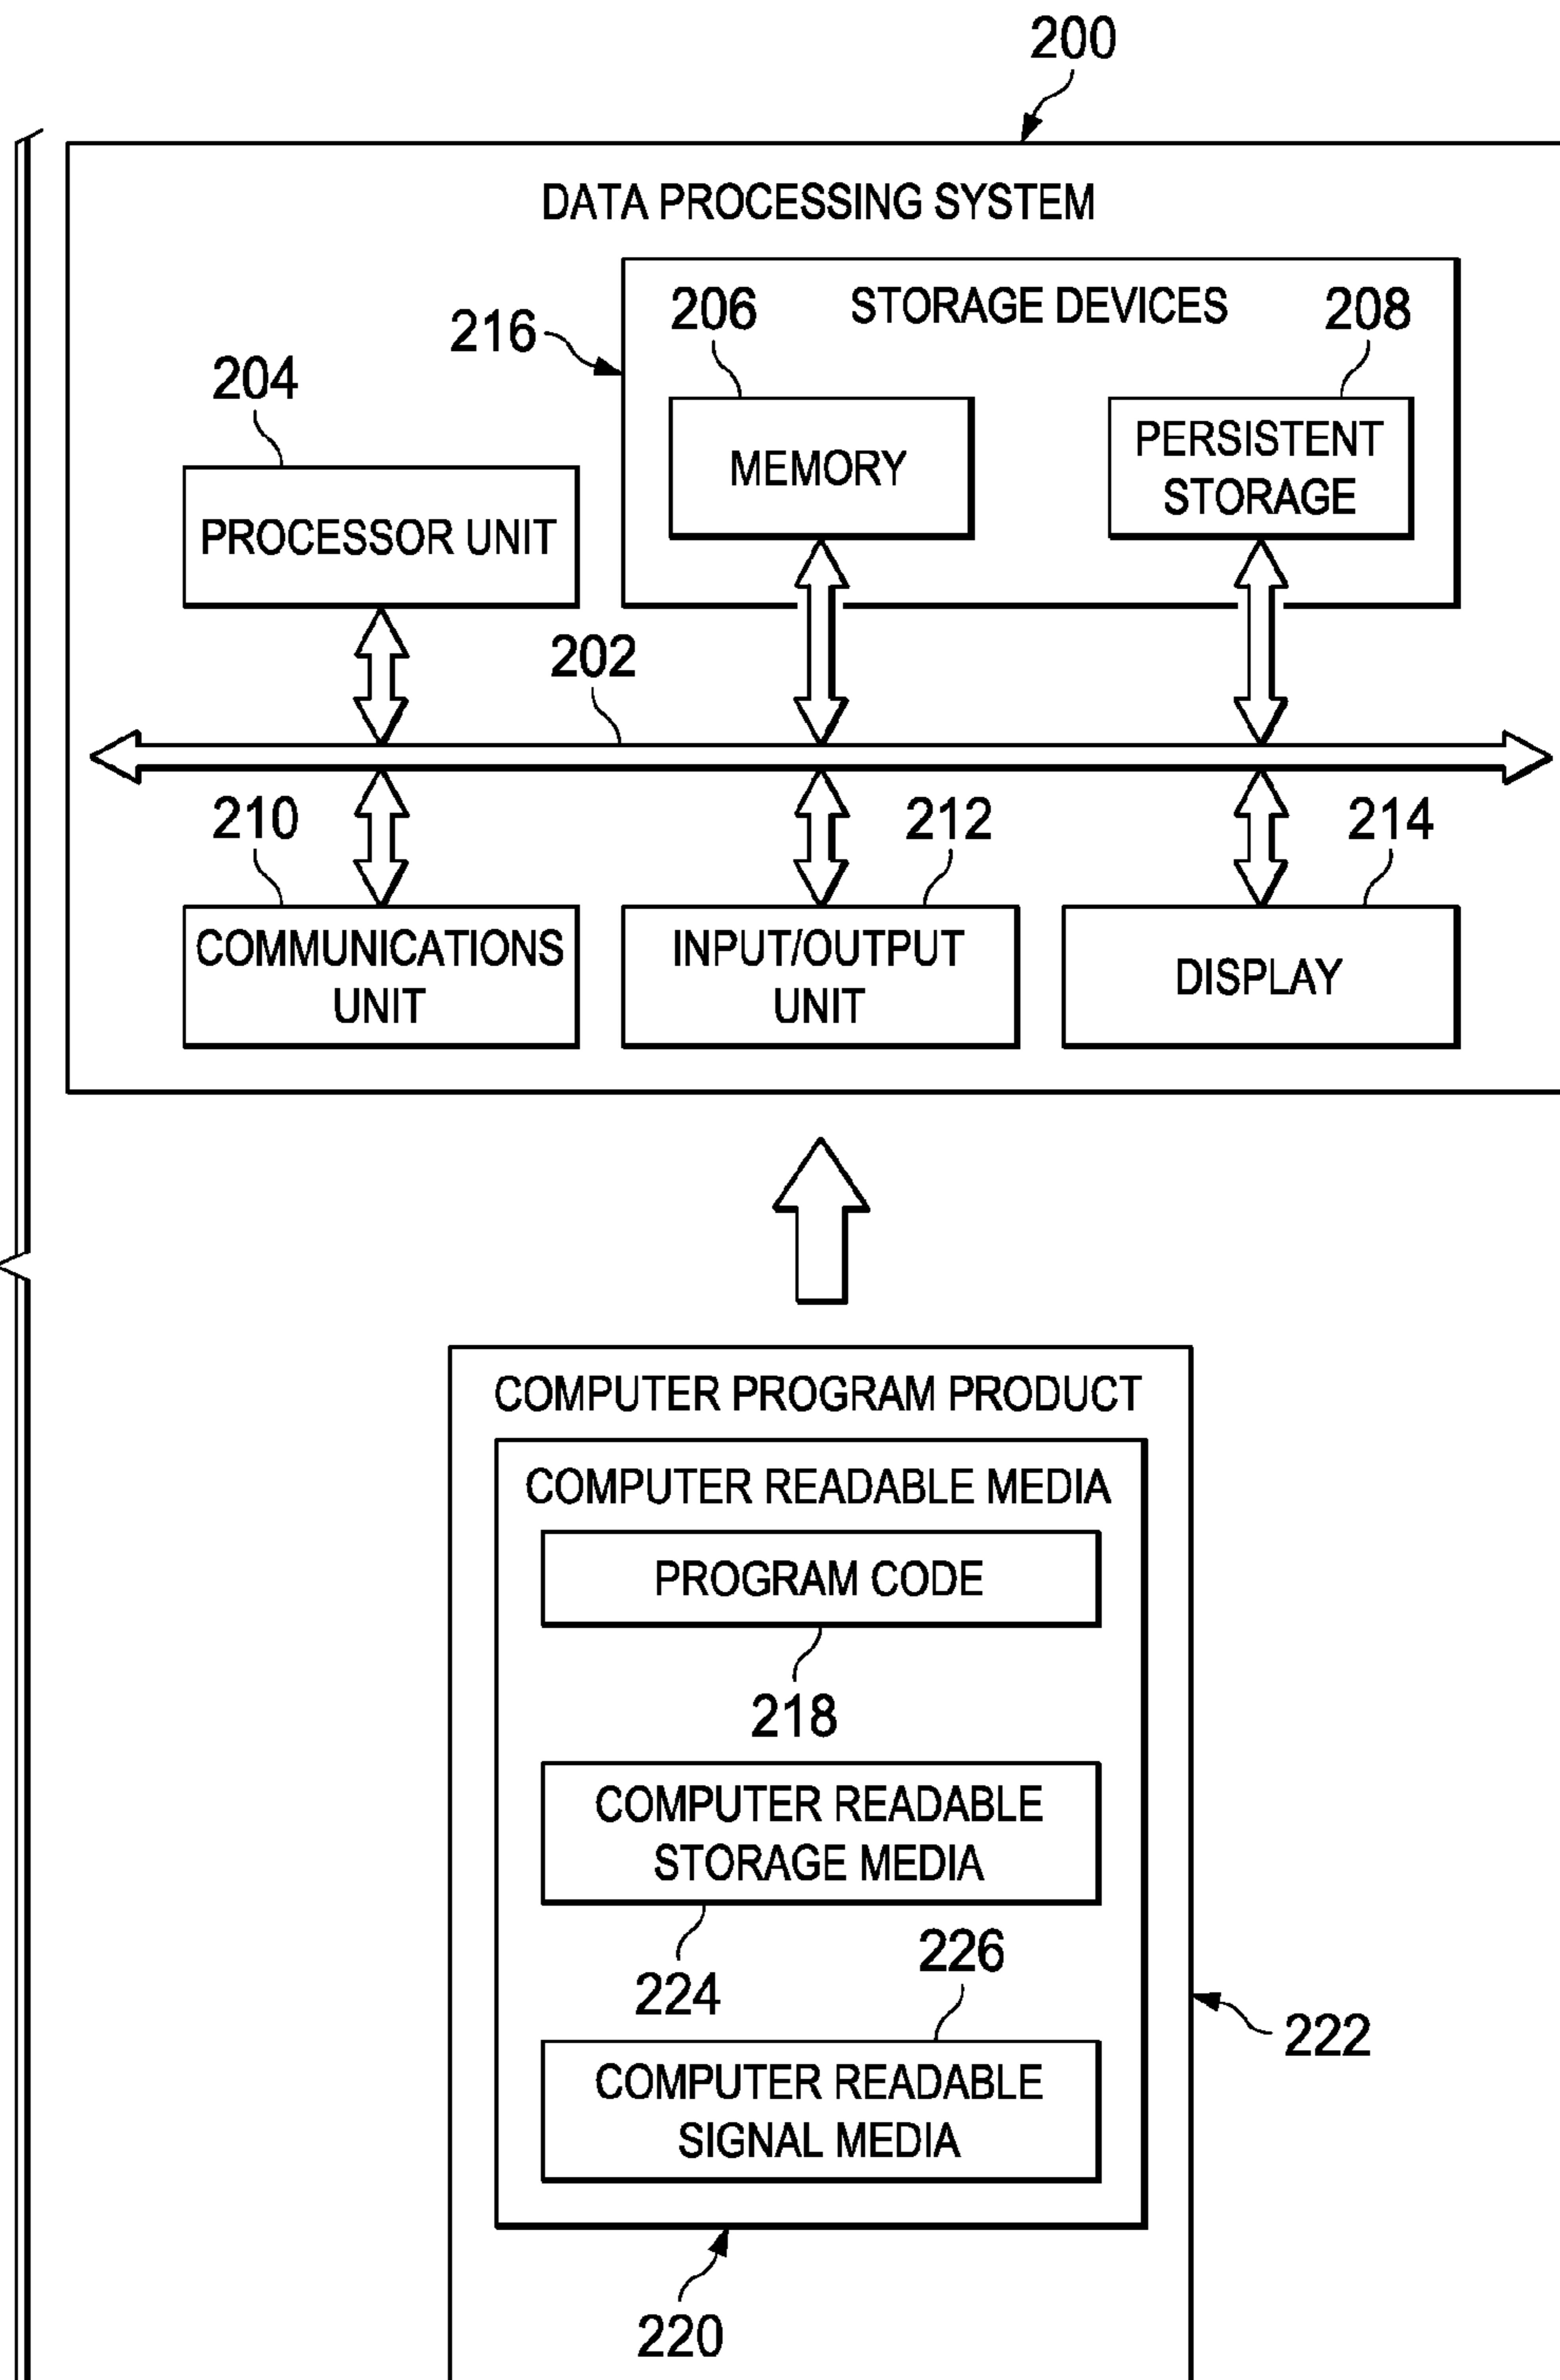 200
DATA PROCESSING SYSTEM
STORAGE DEVICES
216
206
208
204
MEMORY
PERSISTENT
STORAGE
PROCESSOR UNIT
202
210
212
214
COMMUNICATIONS
UNIT
INPUT/OUTPUT
UNIT
DISPLAY
COMPUTER PROGRAM PRODUCT
COMPUTER READABLE MEDIA
PROGRAM CODE
218
COMPUTER READABLE
STORAGE MEDIA
224
226
222
COMPUTER READABLE
SIGNAL MEDIA
220